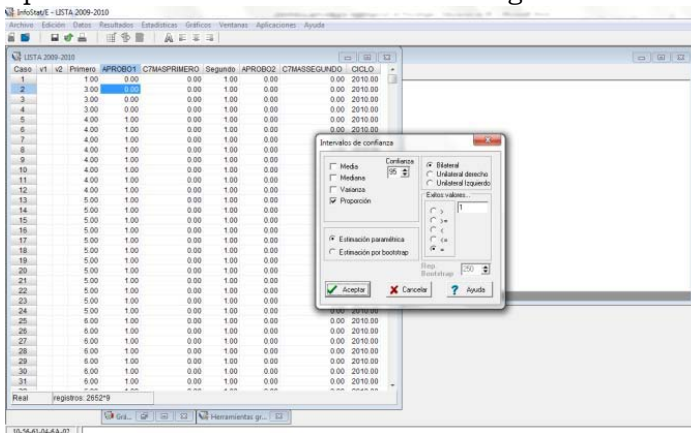 InfoStat/E - LISTA 2009-2010
Archivo Edición Datos Resultados Estadísticas Gráficos Ventanas Aplicaciones Ayuda
LISTA 2009-2010
Caso v1 v2 Primero APROBO1 C7MASPRIMERO Segundo APROBO2 C7MASSEGUNDO CICLO
1 1.00 0.00 0.00 1.00 0.00 0.00 2010.00
2 3.00 0.00 0.00 1.00 0.00 0.00 2010.00
3 3.00 0.00 0.00 1.00 0.00 0.00 2010.00
4 3.00 0.00 0.00 1.00 0.00 0.00 2010.00
5 4.00 1.00 0.00 1.00 0.00 0.00 2010.00
6 4.00 1.00 0.00 1.00 0.00 0.00 2010.00
7 4.00 1.00 0.00 1.00 0.00
8 4.00 1.00 0.00 1.00 0.00
9 4.00 1.00 0.00 1.00 0.00
10 4.00 1.00 0.00 1.00 0.00
11 4.00 1.00 0.00 1.00 0.00
12 4.00 1.00 0.00 1.00 0.00
13 5.00 1.00 0.00 1.00 0.00
14 5.00 1.00 0.00 1.00 0.00
15 5.00 1.00 0.00 1.00 0.00
16 5.00 1.00 0.00 1.00 0.00
17 5.00 1.00 0.00 1.00 0.00
18 5.00 1.00 0.00 1.00 0.00
19 5.00 1.00 0.00 1.00 0.00
20 5.00 1.00 0.00 1.00 0.00
21 5.00 1.00 0.00 1.00 0.00
22 5.00 1.00 0.00 1.00 0.00
23 5.00 1.00 0.00 1.00 0.00
24 5.00 1.00 0.00 1.00 0.00 0.00 2010.00
25 6.00 1.00 0.00 1.00 0.00 0.00 2010.00
26 6.00 1.00 0.00 1.00 0.00 0.00 2010.00
27 6.00 1.00 0.00 1.00 0.00 0.00 2010.00
28 6.00 1.00 0.00 1.00 0.00 0.00 2010.00
29 6.00 1.00 0.00 1.00 0.00 0.00 2010.00
30 6.00 1.00 0.00 1.00 0.00 0.00 2010.00
31 6.00 1.00 0.00 1.00 0.00 0.00 2010.00
Real registros: 2652*9
Grá...
Herramientas gr...
Intervalos de confianza
Media
Mediana
Varianza
Proporción
Confianza
95
Bilateral
Unilateral derecho
Unilateral Izquierdo
Exitos valores...
>
>=
<
<=
=
1
Estimación paramétrica
Estimación por bootstrap
Rep. Bootstrap
250
Aceptar
Cancelar
Ayuda